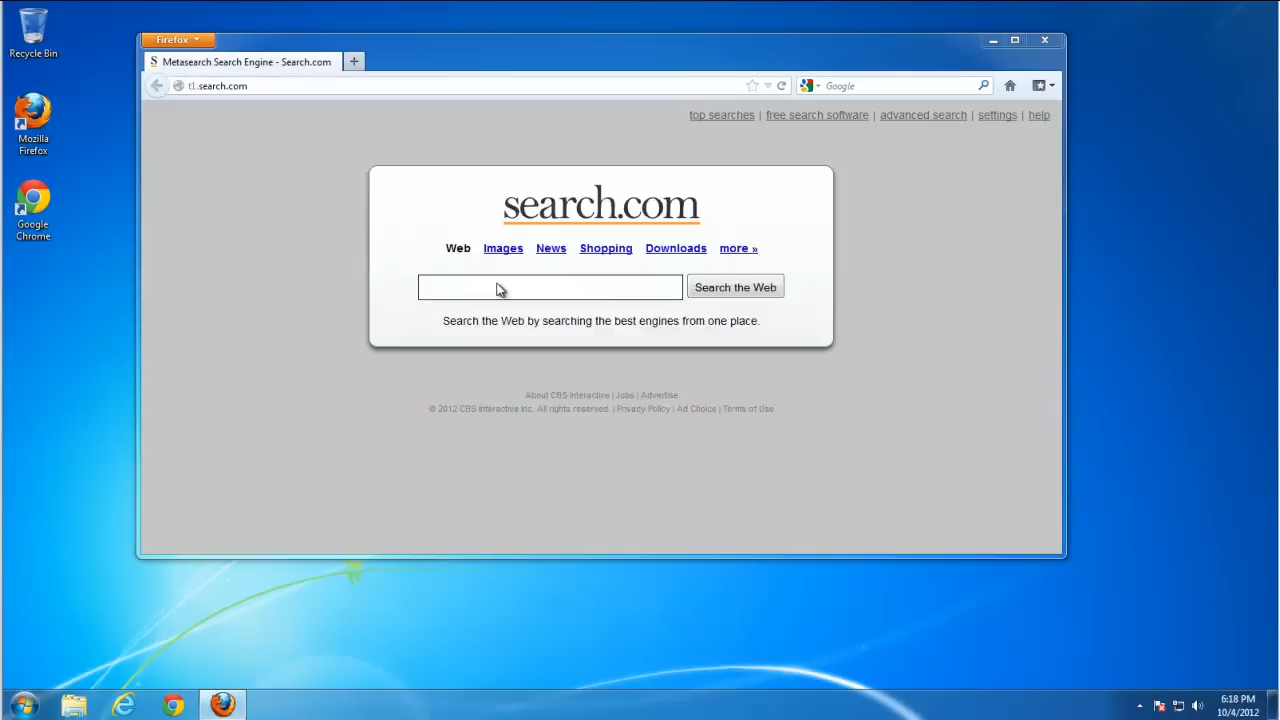 Recycle Bin
Mozilla
Firefox
Google
Chrome
Firefox
S Metasearch Search Engine - Search.com
t1.search.com
Google
top searches | free search software | advanced search | settings | help
search.com
Web Images News Shopping Downloads more »
Search the Web
Search the Web by searching the best engines from one place.
About CBS Interactive | Jobs | Advertise
© 2012 CBS Interactive Inc. All rights reserved. | Privacy Policy | Ad Choice | Terms of Use
6:18 PM
10/4/2012